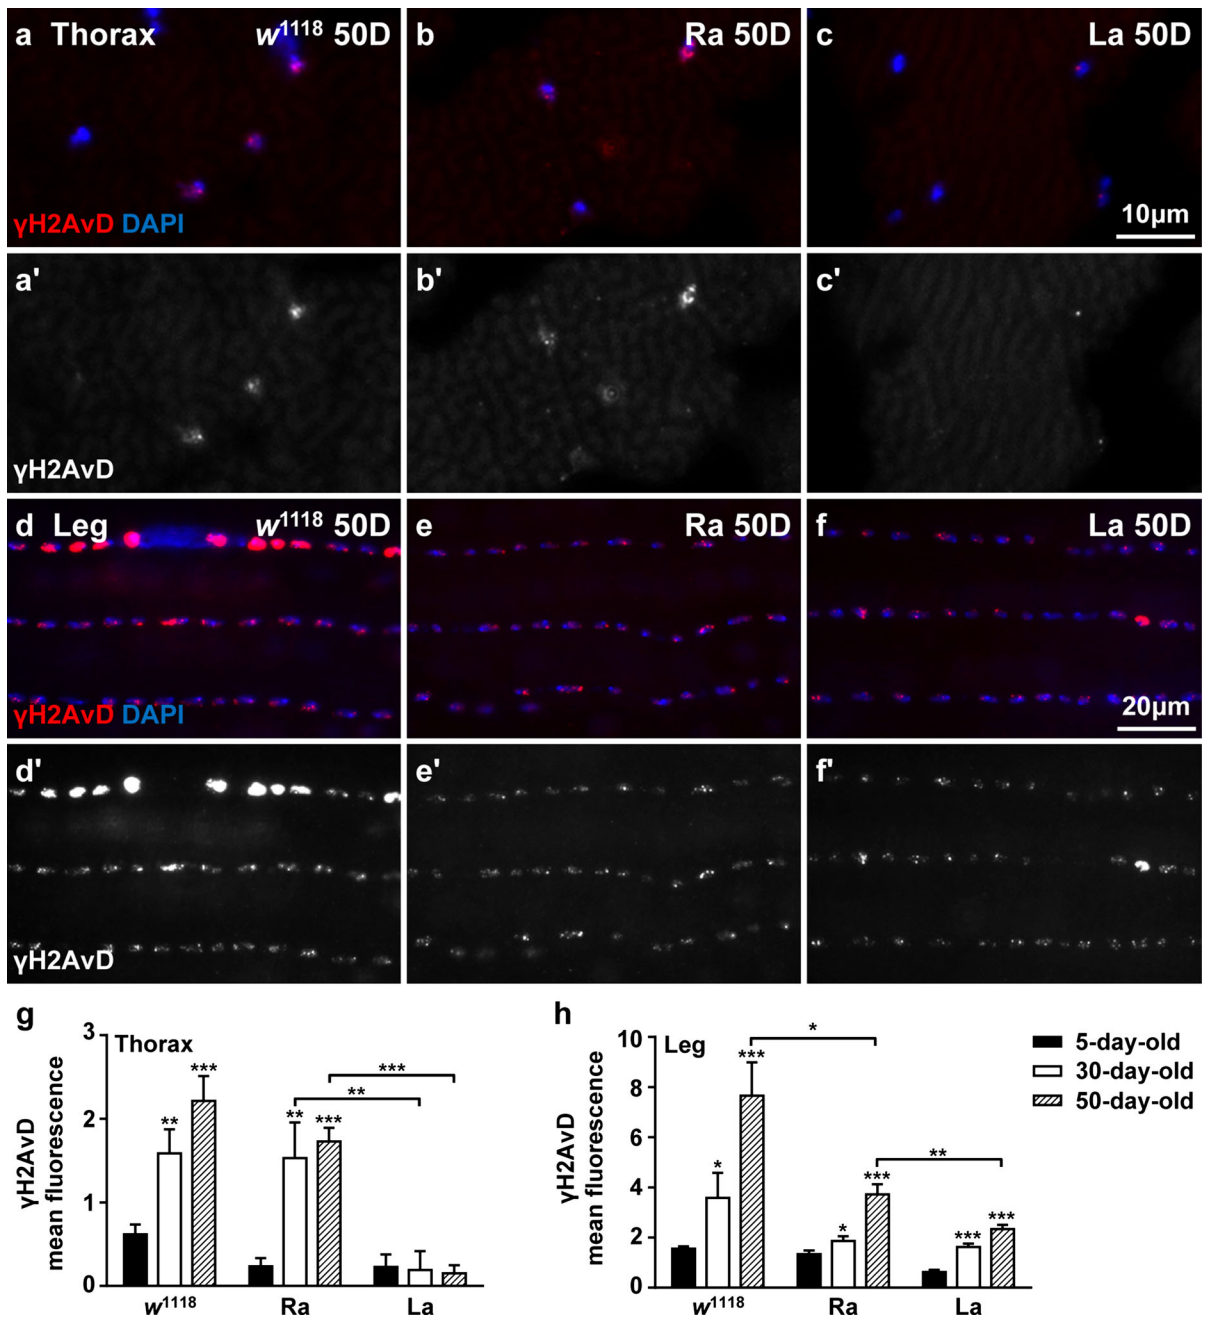 a Thorax w1118 50D
b Ra 50D
c La 50D
γH2AvD DAPI
10μm
a'
b'
c'
γH2AvD
d Leg w1118 50D
e Ra 50D
f La 50D
γH2AvD DAPI
20μm
d'
e'
f'
γH2AvD
g
Thorax
γH2AvD
mean fluorescence
3
2
1
0
**
***
**
***
**
***
w1118
Ra
La
h
Leg
γH2AvD
mean fluorescence
10
8
6
4
2
0
*
***
*
*
***
**
***
***
w1118
Ra
La
5-day-old
30-day-old
50-day-old